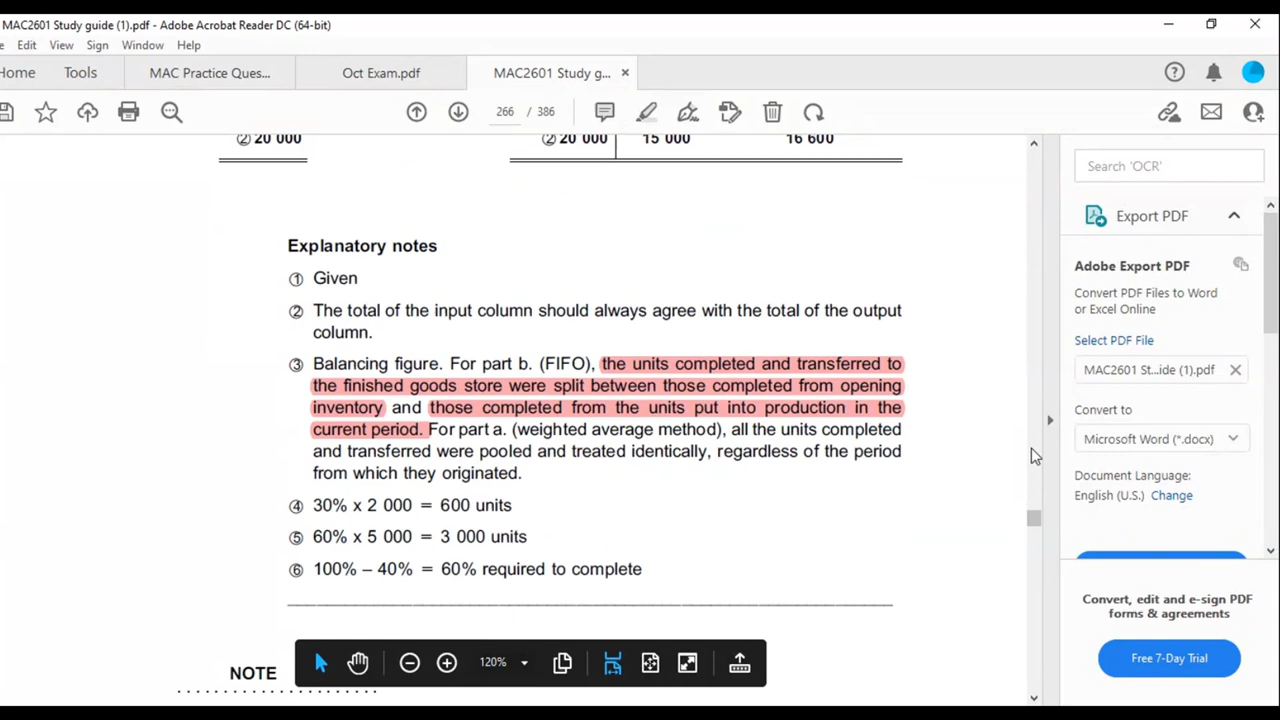 MAC2601 Study guide (1).pdf - Adobe Acrobat Reader DC (64-bit)
Edit View Sign Window Help
Home Tools MAC Practice Ques... Oct Exam.pdf MAC2601 Study g... ×
266 / 386
② 20 000 ② 20 000 15 000 16 600
Explanatory notes
① Given
② The total of the input column should always agree with the total of the output
column.
③ Balancing figure. For part b. (FIFO), the units completed and transferred to
the finished goods store were split between those completed from opening
inventory and those completed from the units put into production in the
current period. For part a. (weighted average method), all the units completed
and transferred were pooled and treated identically, regardless of the period
from which they originated.
④ 30% x 2 000 = 600 units
⑤ 60% x 5 000 = 3 000 units
⑥ 100% – 40% = 60% required to complete
NOTE
120%
Search 'OCR'
Export PDF
Adobe Export PDF
Convert PDF Files to Word
or Excel Online
Select PDF File
MAC2601 St...ide (1).pdf
Convert to
Microsoft Word (*.docx)
Document Language:
English (U.S.) Change
Convert, edit and e-sign PDF
forms & agreements
Free 7-Day Trial